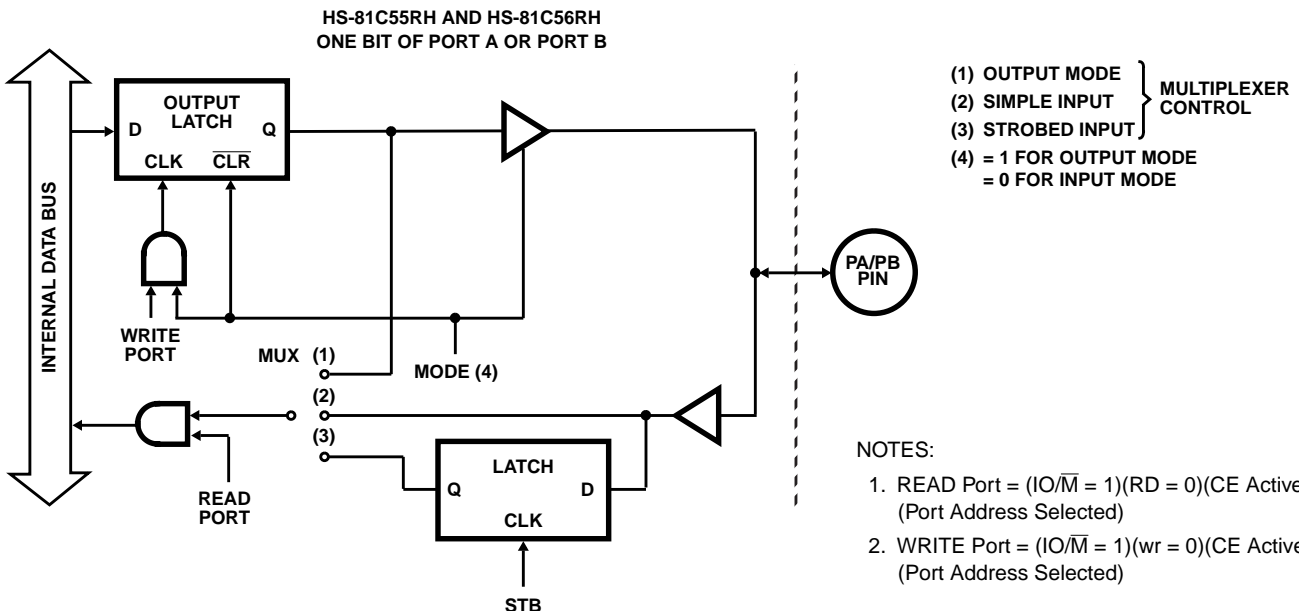 HS-81C55RH AND HS-81C56RH
ONE BIT OF PORT A OR PORT B
(1) OUTPUT MODE
(2) SIMPLE INPUT
(3) STROBED INPUT
MULTIPLEXER
CONTROL
(4) = 1 FOR OUTPUT MODE
= 0 FOR INPUT MODE
INTERNAL DATA BUS
OUTPUT
LATCH
D
Q
CLK
C̅L̅R̅
WRITE
PORT
MODE (4)
MUX (1)
(2)
(3)
READ
PORT
LATCH
Q
D
CLK
STB
PA/PB
PIN
NOTES:
1. READ Port = (IO/M̅ = 1)(RD = 0)(CE Active
(Port Address Selected)
2. WRITE Port = (IO/M̅ = 1)(wr = 0)(CE Active
(Port Address Selected)